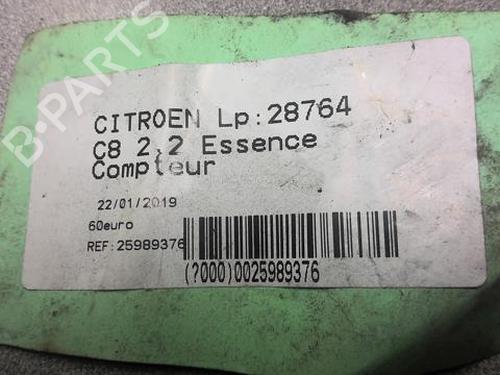 B-PARTS
CITROEN Lp:28764
C8 2.2 Essence
Compteur
22/01/2019
60euro
REF:25989376
(?000)0025989376